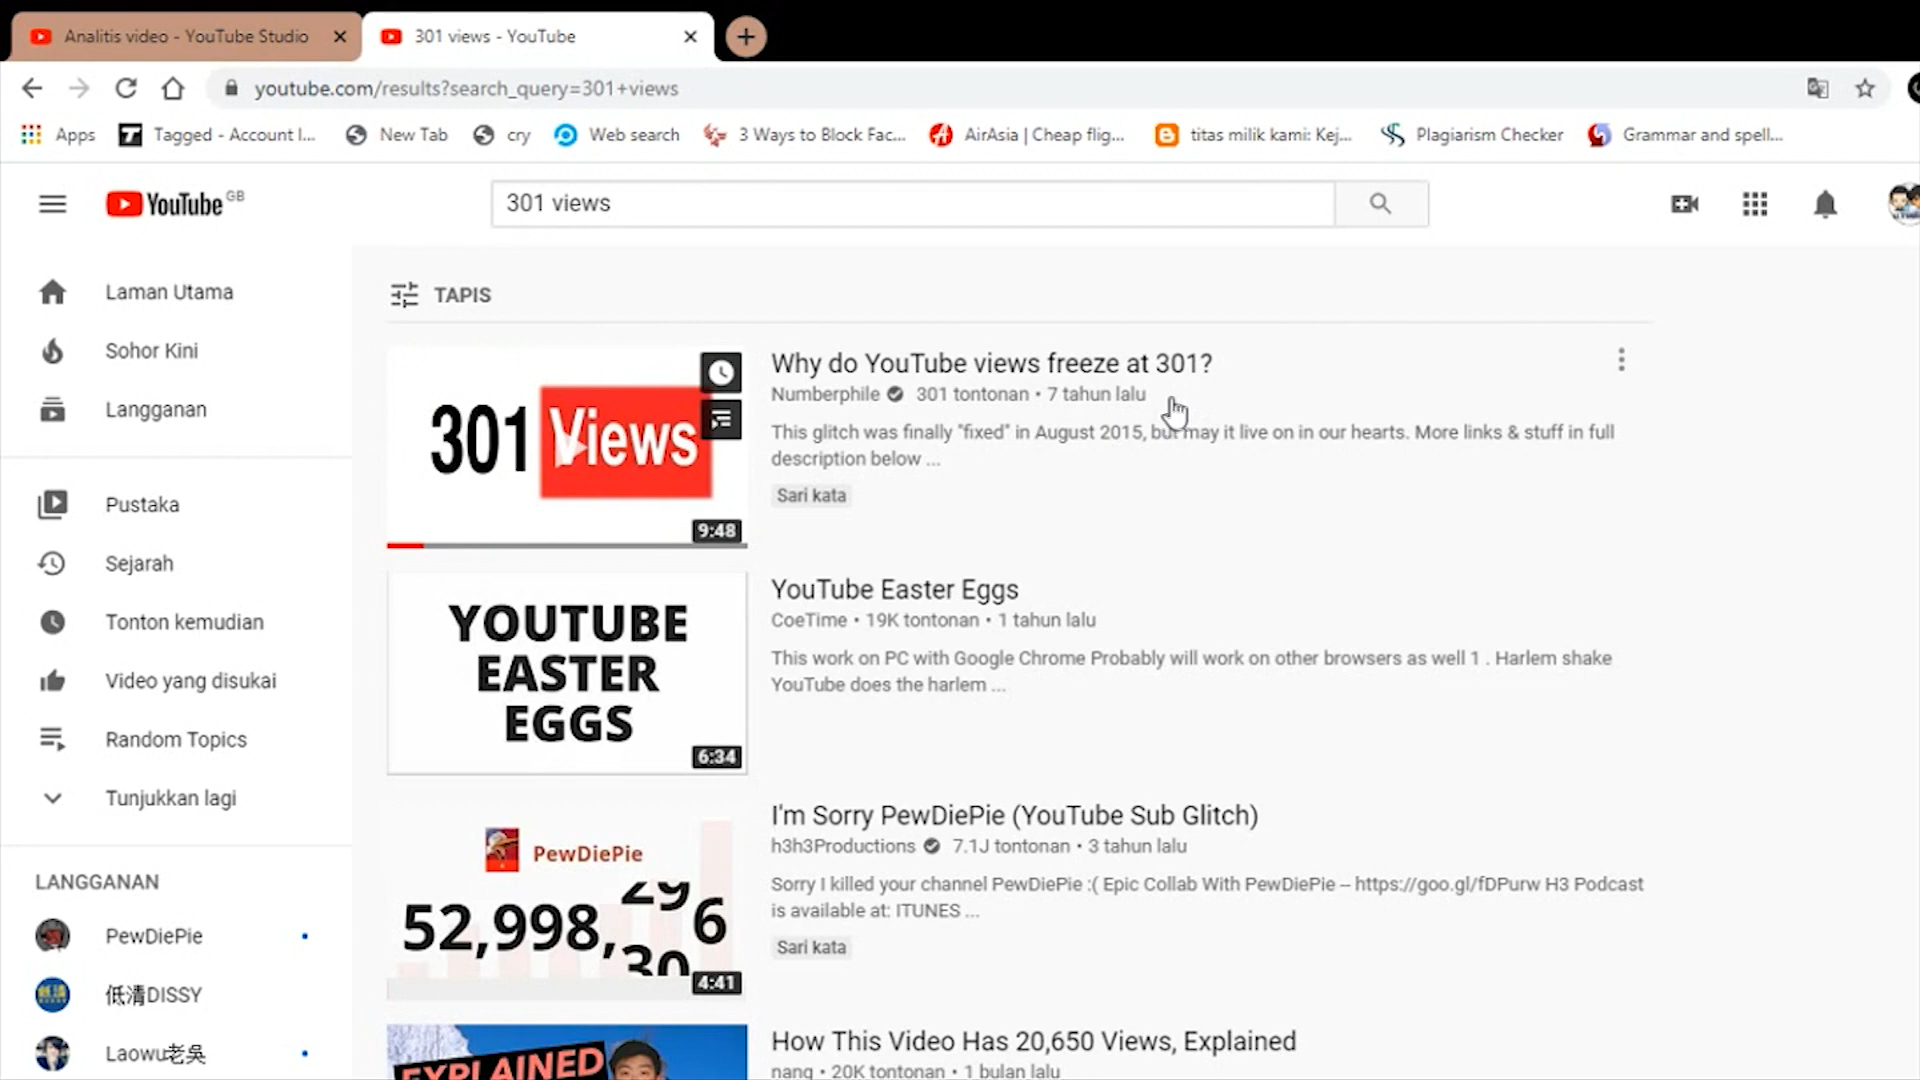 Analitis video - YouTube Studio
301 views - YouTube
youtube.com/results?search_query=301+views
Apps
Tagged - Account I...
New Tab
cry
Web search
3 Ways to Block Fac...
AirAsia | Cheap flig...
titas milik kami: Kej...
Plagiarism Checker
Grammar and spell...
YouTube GB
301 views
Laman Utama
Sohor Kini
Langganan
Pustaka
Sejarah
Tonton kemudian
Video yang disukai
Random Topics
Tunjukkan lagi
LANGGANAN
PewDiePie
低清DISSY
Laowu老吳
TAPIS
301 Views
9:48
Why do YouTube views freeze at 301?
Numberphile 301 tontonan • 7 tahun lalu
This glitch was finally "fixed" in August 2015, but may it live on in our hearts. More links & stuff in full
description below ...
Sari kata
YOUTUBE
EASTER
EGGS
6:34
YouTube Easter Eggs
CoeTime • 19K tontonan • 1 tahun lalu
This work on PC with Google Chrome Probably will work on other browsers as well 1 . Harlem shake
YouTube does the harlem ...
PewDiePie
52,998,
29
30
6
4:41
I'm Sorry PewDiePie (YouTube Sub Glitch)
h3h3Productions 7.1J tontonan • 3 tahun lalu
Sorry I killed your channel PewDiePie :( Epic Collab With PewDiePie -- https://goo.gl/fDPurw H3 Podcast
is available at: ITUNES ...
Sari kata
EXPLAINED
How This Video Has 20,650 Views, Explained
nang • 20K tontonan • 1 bulan lalu